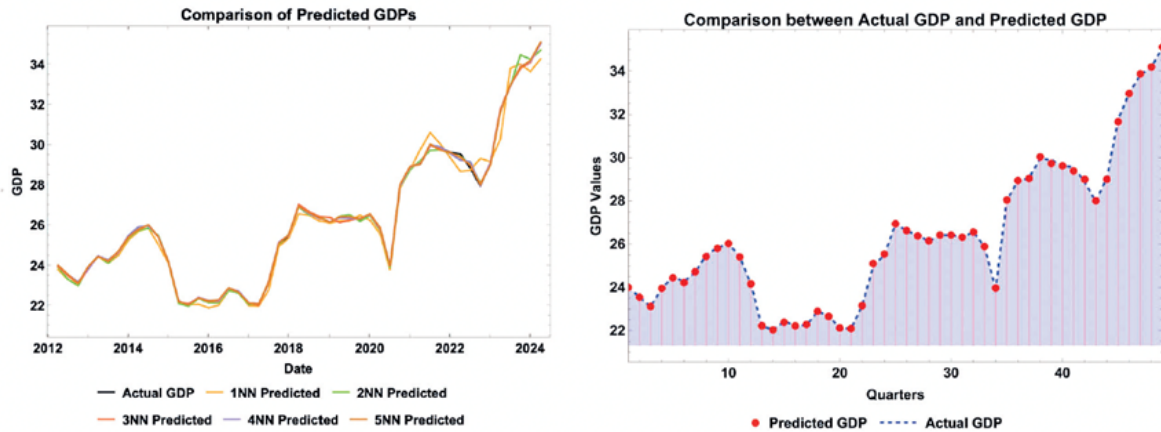 Comparison of Predicted GDPs
34
32
30
28
26
24
22
GDP
2012 2014 2016 2018 2020 2022 2024
Date
Actual GDP 1NN Predicted 2NN Predicted
3NN Predicted 4NN Predicted 5NN Predicted
Comparison between Actual GDP and Predicted GDP
34
32
30
28
26
24
22
GDP Values
10 20 30 40
Quarters
Predicted GDP Actual GDP